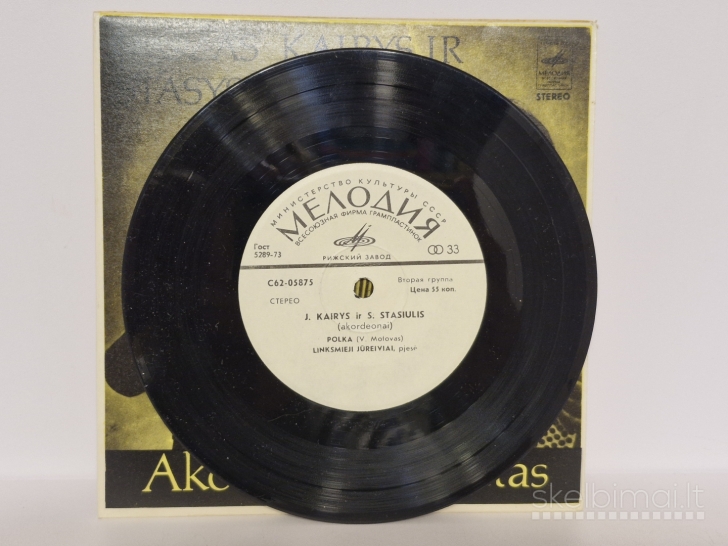 S. KAIRYS IR
МЕЛОДИЯ
STEREO
МИНИСТЕРСТВО КУЛЬТУРЫ СССР
МЕЛОДИЯ
ВСЕСОЮЗНАЯ ФИРМА ГРАМПЛАСТИНОК
РИЖСКИЙ ЗАВОД
Гост
5289-73
33
С62-05875
СТЕРЕО
Вторая группа
Цена 55 коп.
J. KAIRYS ir S. STASIULIS
(akordeonai)
POLKA (V. Molovas)
LINKSMIEJI JŪREIVIAI, pjesė
Ako
tas
skelbimai.lt